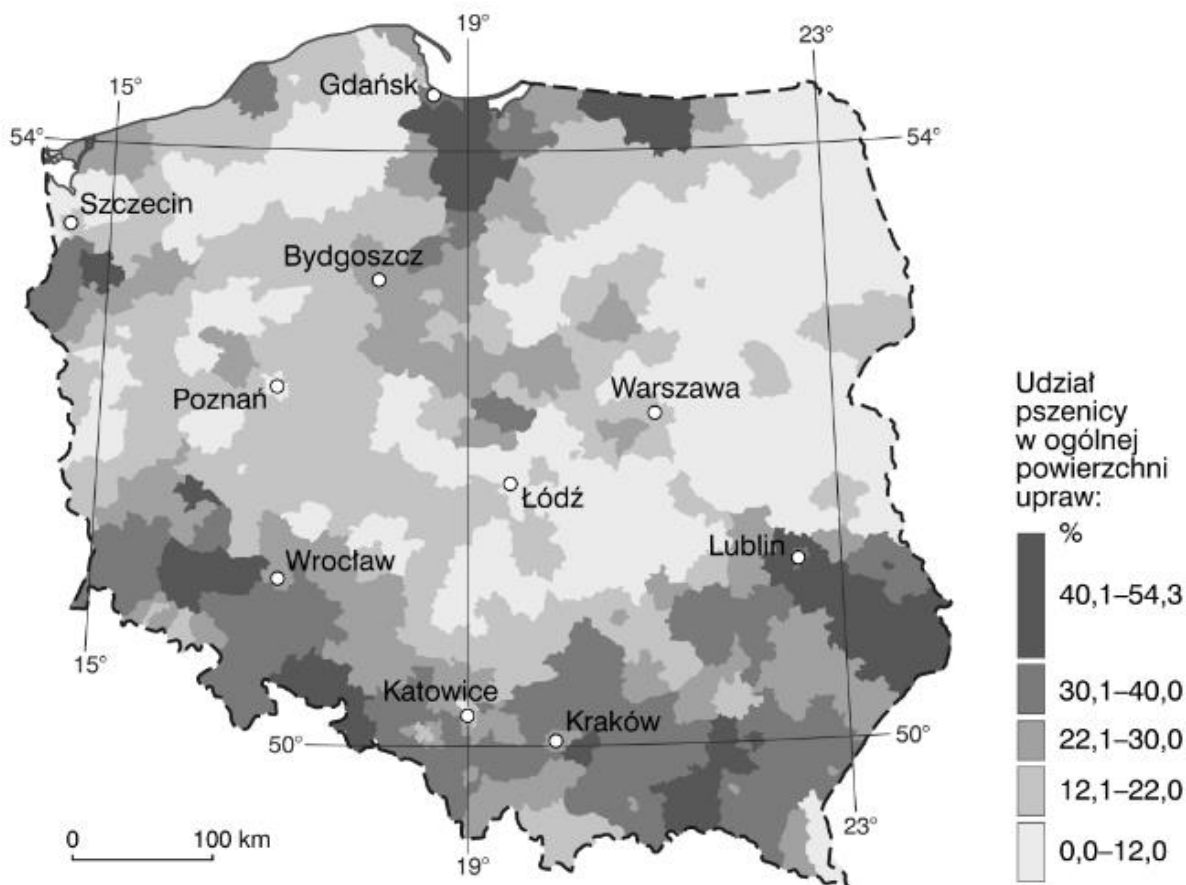 19°
23°
15°
Gdańsk
54°
54°
Szczecin
Bydgoszcz
Poznań
Warszawa
Łódź
Wrocław
Lublin
15°
Katowice
Kraków
50°
50°
0 100 km
19°
23°
Udział
pszenicy
w ogólnej
powierzchni
upraw:
%
40,1–54,3
30,1–40,0
22,1–30,0
12,1–22,0
0,0–12,0